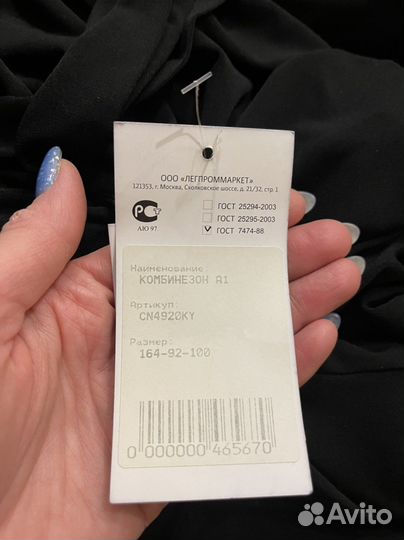 ООО «ЛЕГПРОММАРКЕТ»
121353, г. Москва, Сколковское шоссе, д. 21/32, стр. 1
ГОСТ 25294-2003
ГОСТ 25295-2003
ГОСТ 7474-88
АЮ 97
Наименование:
КОМБИНЕЗОН А1
Артикул:
CN4920KY
Размер:
164-92-100
0 000000 465670
Avito